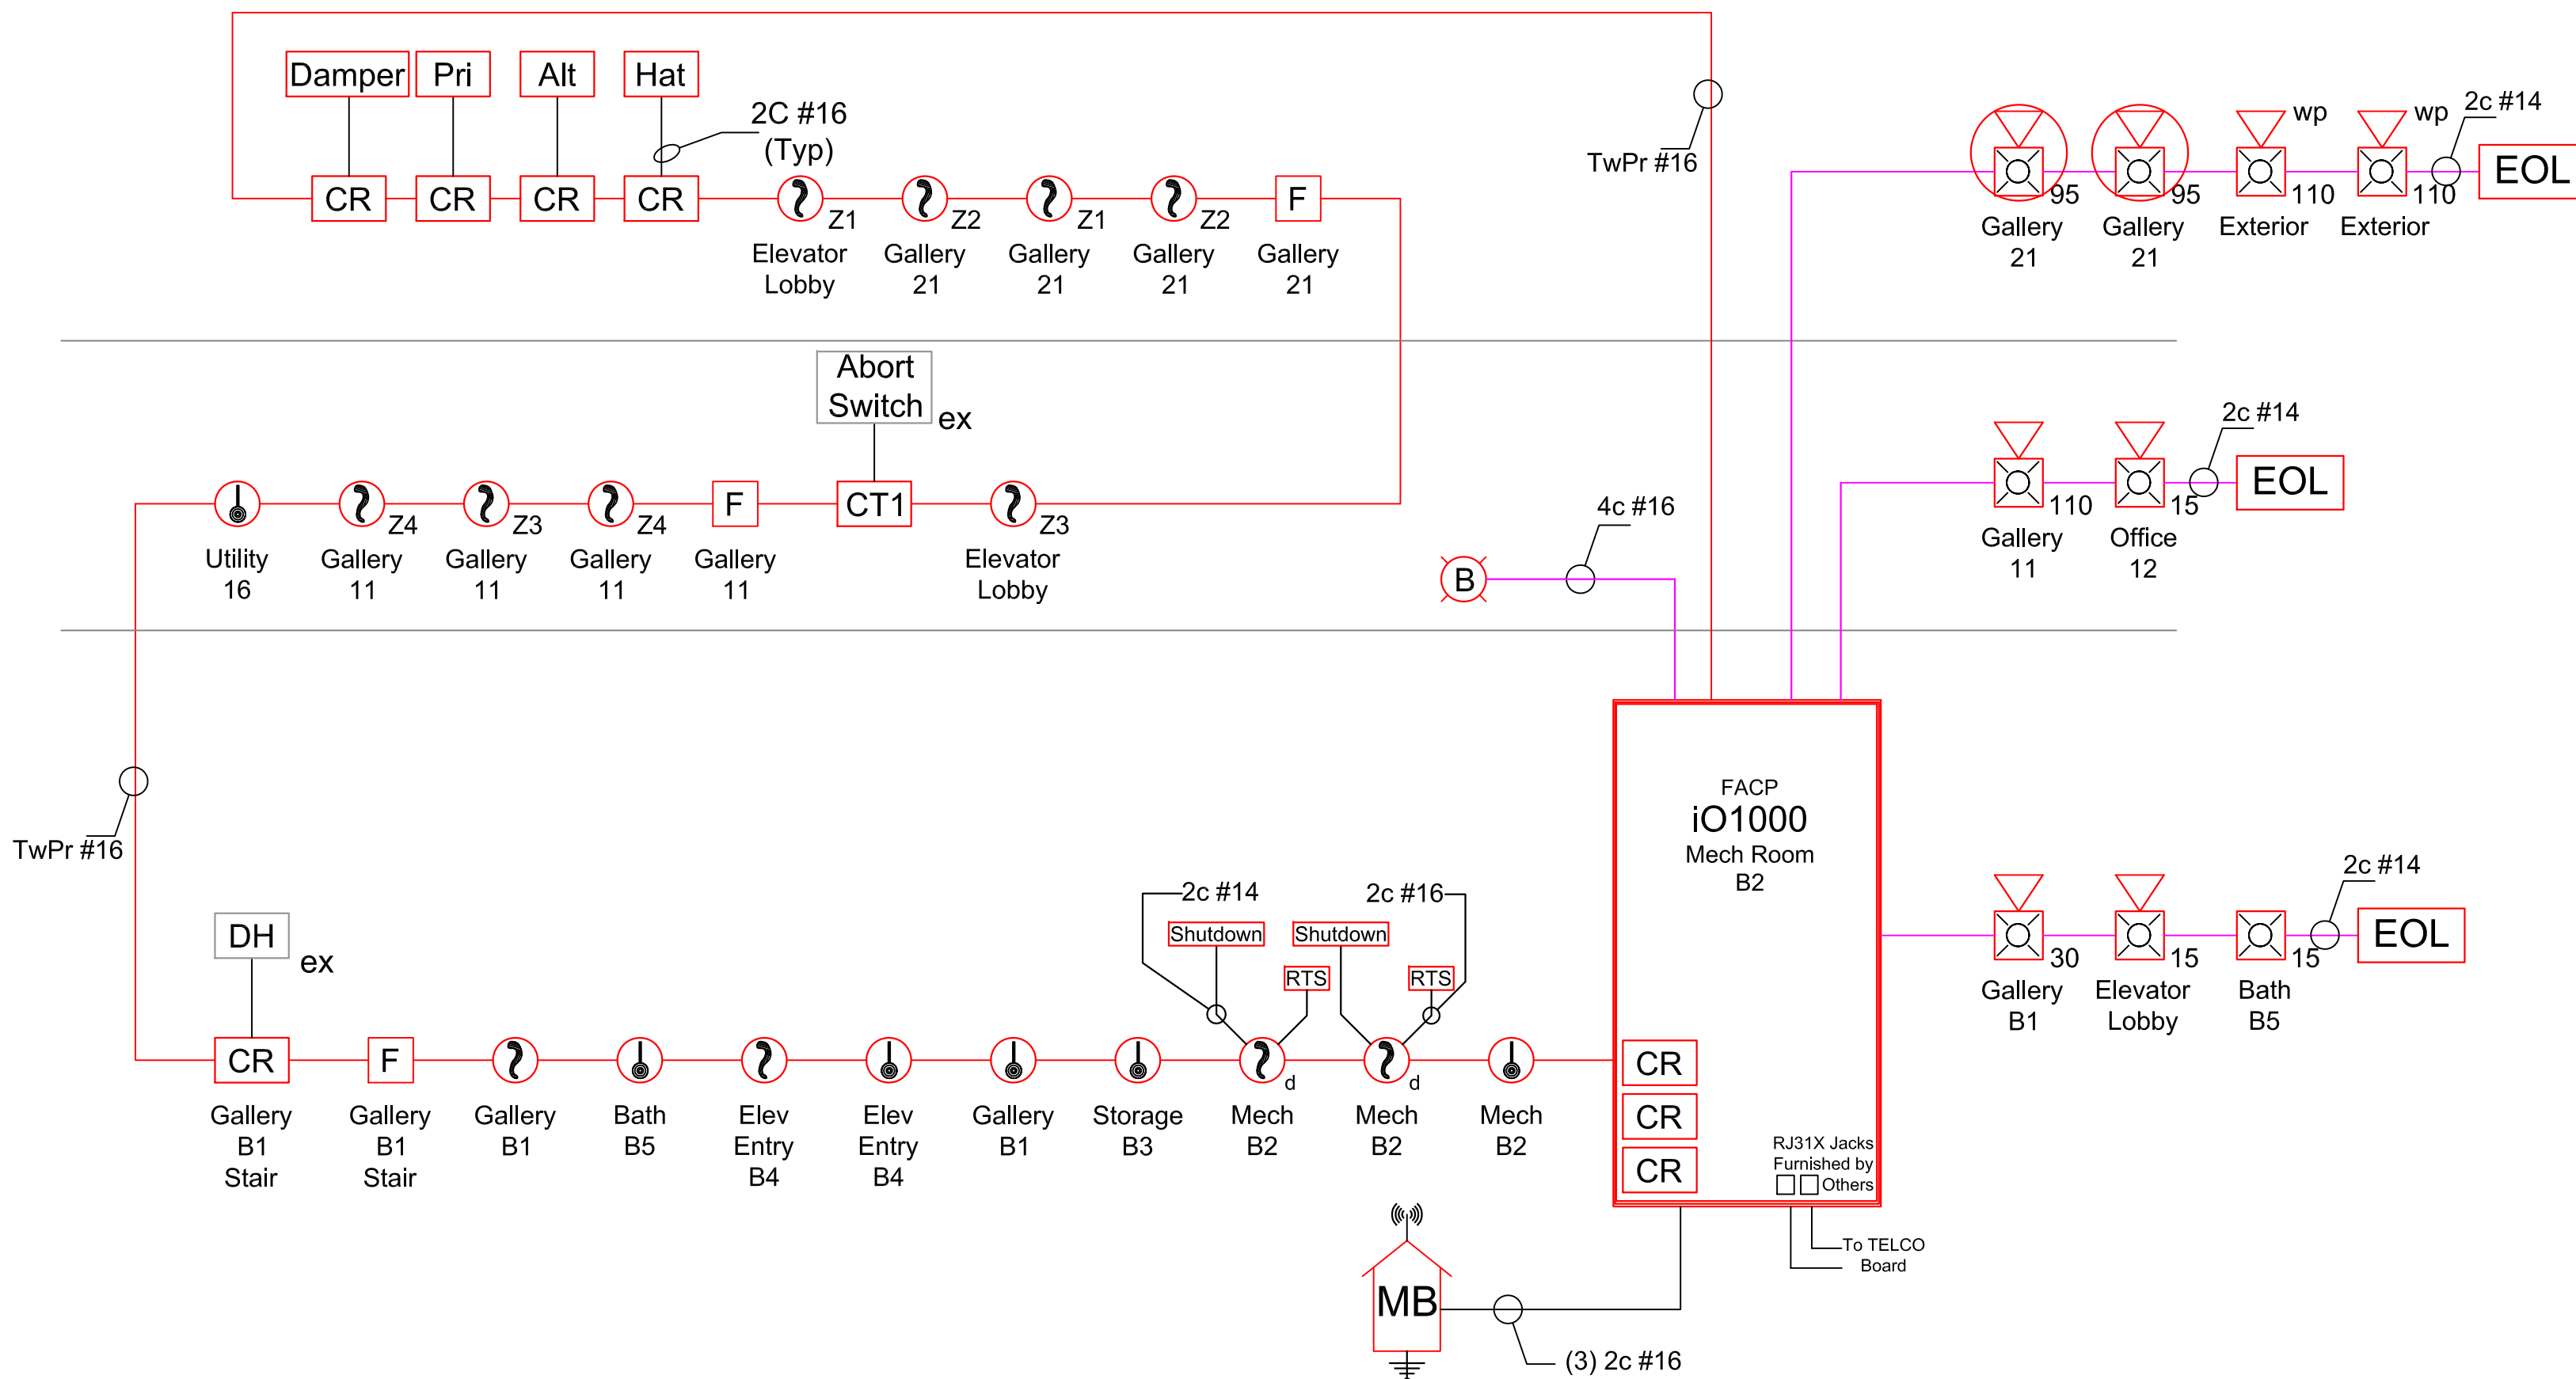 Damper
Pri
Alt
Hat
2C #16
(Typ)
CR
CR
CR
CR
Z1
Z2
Z1
Z2
F
Elevator
Lobby
Gallery
21
Gallery
21
Gallery
21
Gallery
21
TwPr #16
wp
wp
2c #14
95
95
110
110
EOL
Gallery
21
Gallery
21
Exterior
Exterior
Abort
Switch
ex
Z4
Z3
Z4
F
CT1
Z3
Utility
16
Gallery
11
Gallery
11
Gallery
11
Gallery
11
Elevator
Lobby
4c #16
B
2c #14
110
15
EOL
Gallery
11
Office
12
TwPr #16
FACP
iO1000
Mech Room
B2
CR
CR
CR
RJ31X Jacks
Furnished by
Others
To TELCO
Board
2c #14
30
15
15
EOL
Gallery
B1
Elevator
Lobby
Bath
B5
DH
ex
2c #14
2c #16
Shutdown
Shutdown
RTS
RTS
CR
F
d
d
Gallery
B1
Stair
Gallery
B1
Stair
Gallery
B1
Bath
B5
Elev
Entry
B4
Elev
Entry
B4
Gallery
B1
Storage
B3
Mech
B2
Mech
B2
Mech
B2
MB
(3) 2c #16